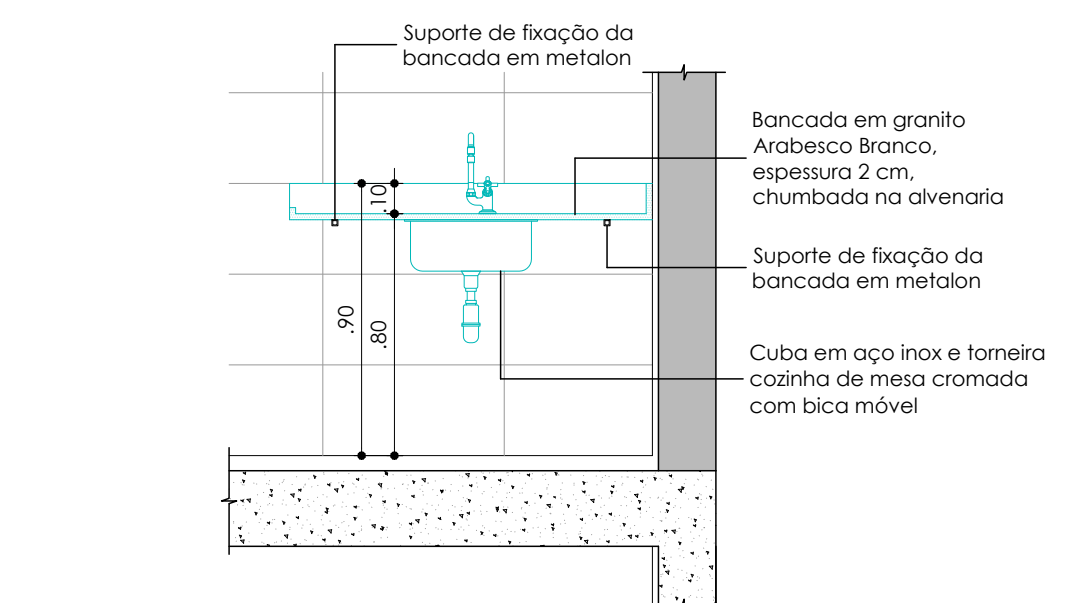 Suporte de fixação da
bancada em metalon
Bancada em granito
Arabesco Branco,
espessura 2 cm,
chumbada na alvenaria
.10
Suporte de fixação da
bancada em metalon
.90
.80
Cuba em aço inox e torneira
cozinha de mesa cromada
com bica móvel